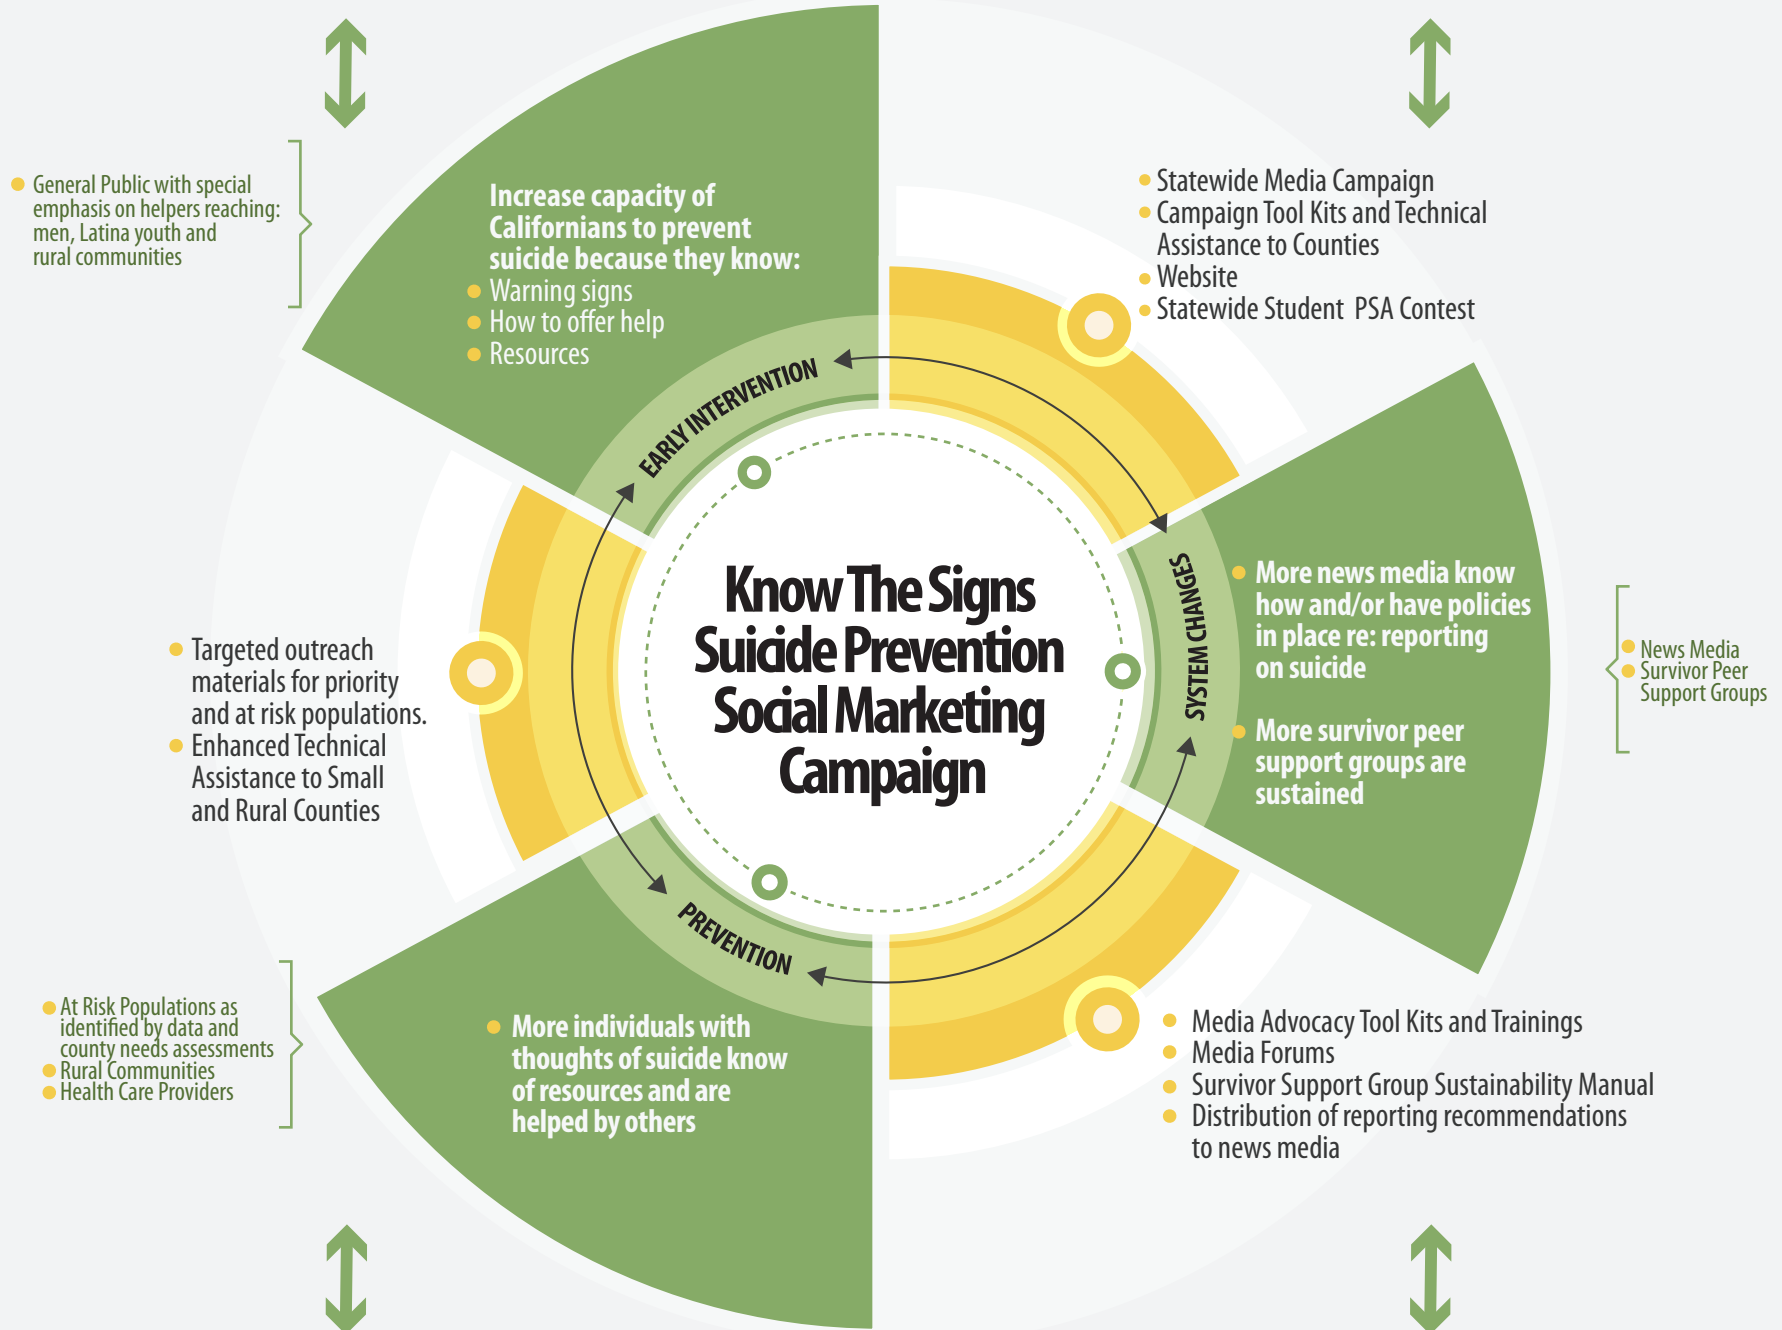 General Public with special
emphasis on helpers reaching:
men, Latina youth and
rural communities
Increase capacity of
Californians to prevent
suicide because they know:
Warning signs
How to offer help
Resources
Statewide Media Campaign
Campaign Tool Kits and Technical
Assistance to Counties
Website
Statewide Student PSA Contest
EARLY INTERVENTION
Know The Signs
Suicide Prevention
Social Marketing
Campaign
SYSTEM CHANGES
More news media know
how and/or have policies
in place re: reporting
on suicide
More survivor peer
support groups are
sustained
News Media
Survivor Peer
Support Groups
Targeted outreach
materials for priority
and at risk populations.
Enhanced Technical
Assistance to Small
and Rural Counties
PREVENTION
At Risk Populations as
identified by data and
county needs assessments
Rural Communities
Health Care Providers
More individuals with
thoughts of suicide know
of resources and are
helped by others
Media Advocacy Tool Kits and Trainings
Media Forums
Survivor Support Group Sustainability Manual
Distribution of reporting recommendations
to news media